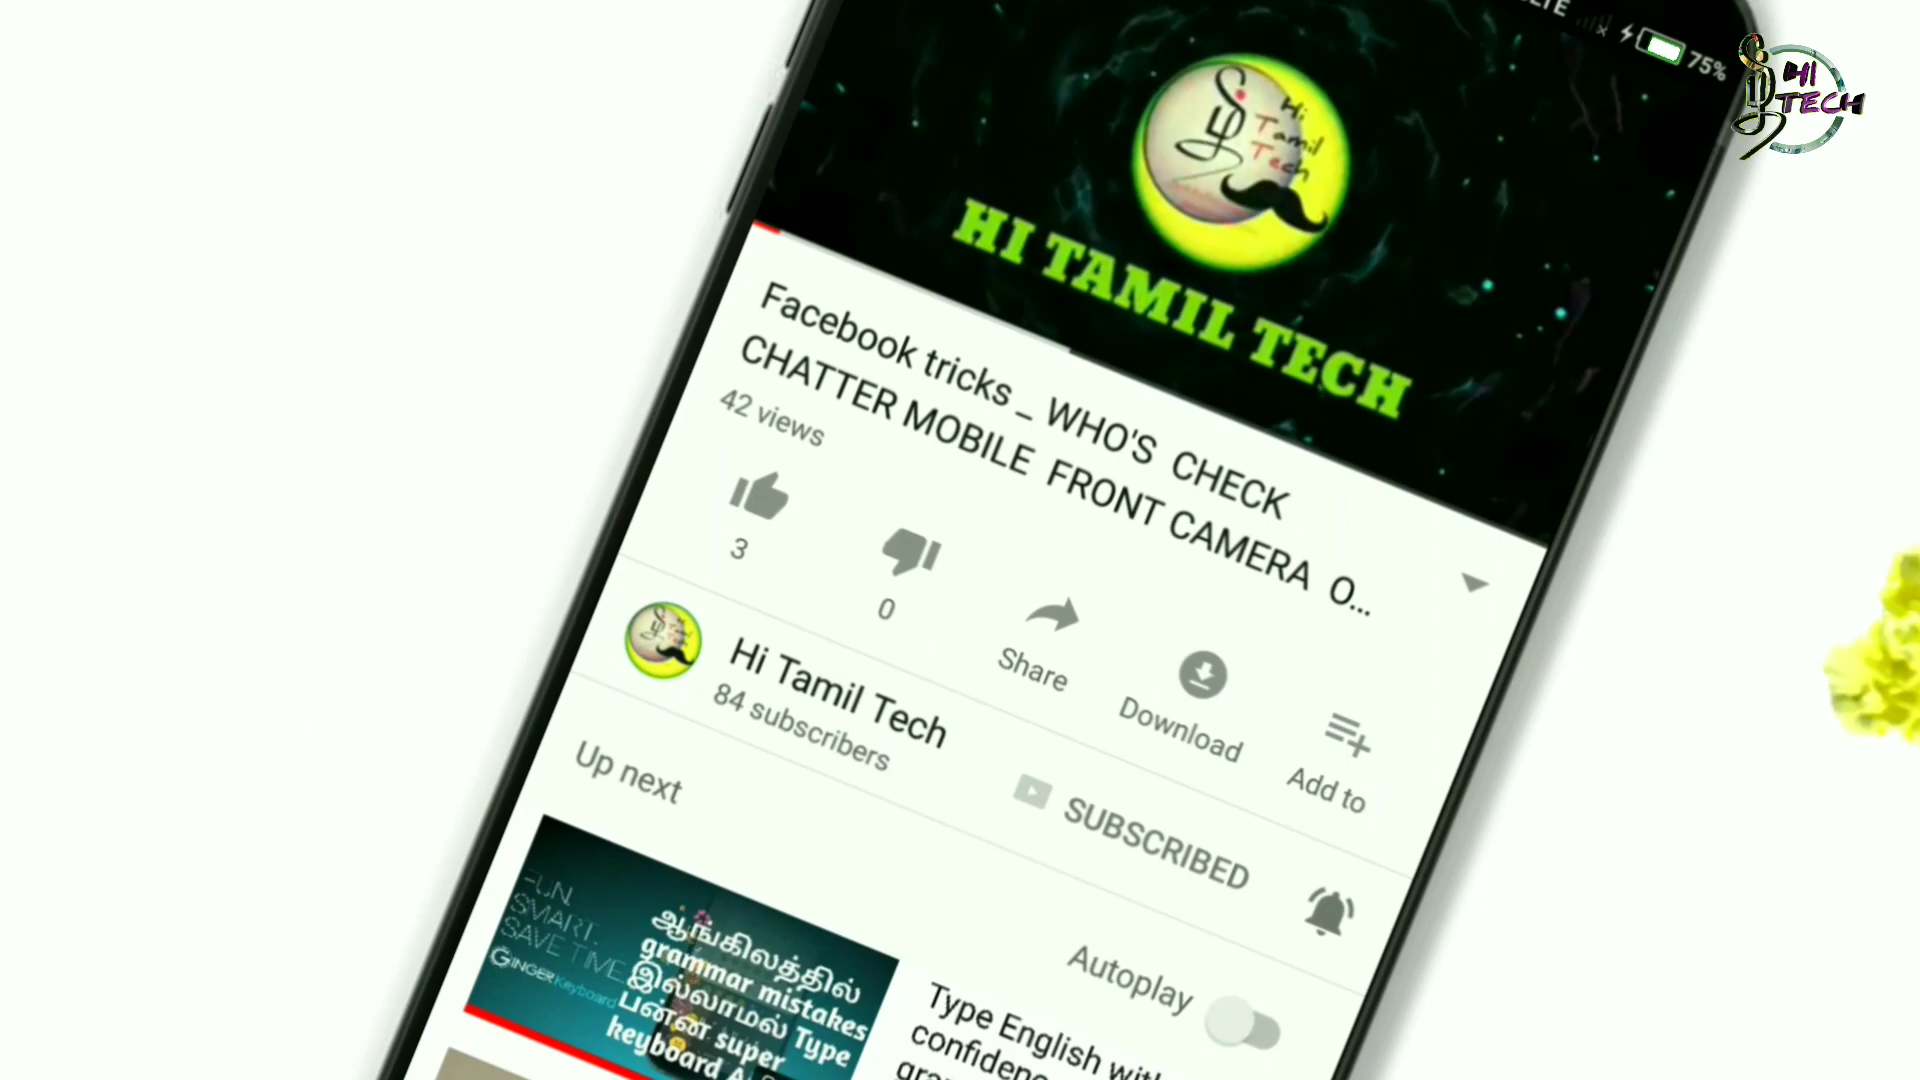 LTE
75%
HI
TECH
Hi
Tamil
Tech
HI TAMIL TECH
Facebook tricks _ WHO'S CHECK
CHATTER MOBILE FRONT CAMERA O...
42 views
3
0
Share
Download
Add to
Hi Tamil Tech
84 subscribers
SUBSCRIBED
Up next
Autoplay
FUN.
SMART.
SAVE TIME.
GINGER Keyboard
ஆங்கிலத்தில்
grammar mistakes
இல்லாமல் Type
பண்ண super
keyboard
Type English